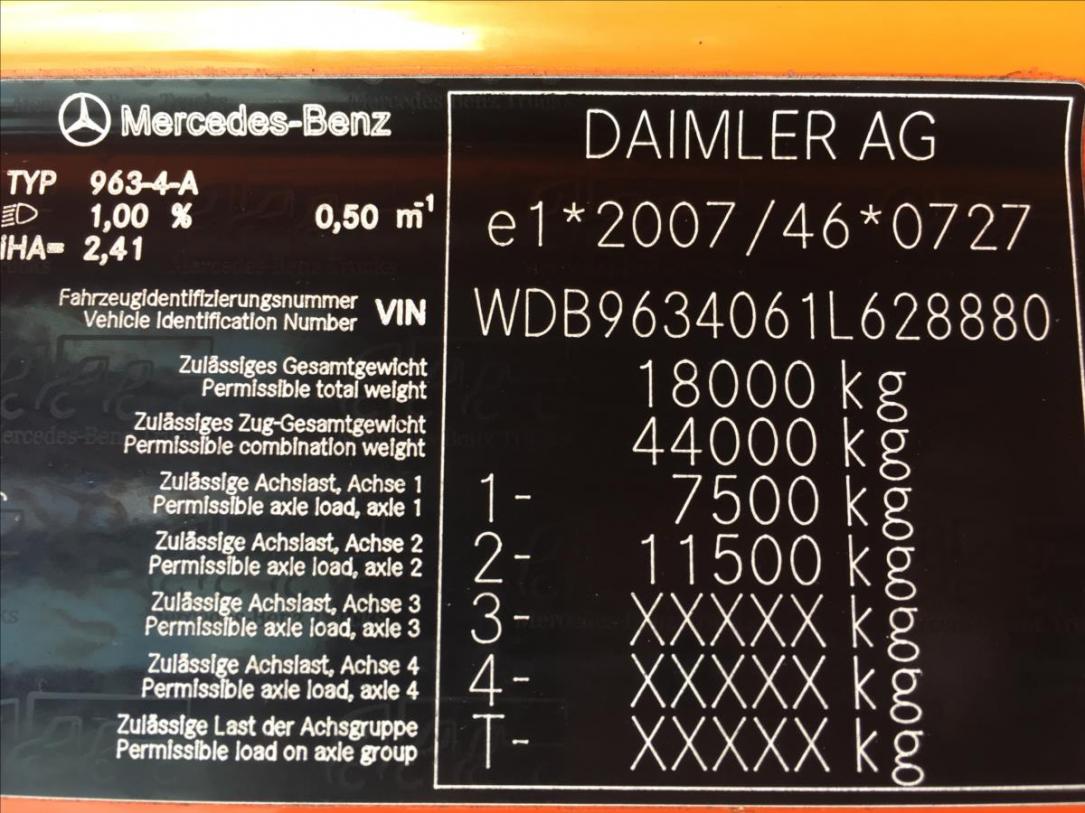 Mercedes-Benz
DAIMLER AG
TYP 963-4-A
1,00 % 0,50 m⁻¹
iHA= 2,41
e1*2007/46*0727
Fahrzeugidentifizierungsnummer
Vehicle Identification Number
VIN WDB9634061L628880
Zulässiges Gesamtgewicht
Permissible total weight
18000 kg
Zulässiges Zug-Gesamtgewicht
Permissible combination weight
44000 kg
Zulässige Achslast, Achse 1
Permissible axle load, axle 1
1- 7500 kg
Zulässige Achslast, Achse 2
Permissible axle load, axle 2
2- 11500 kg
Zulässige Achslast, Achse 3
Permissible axle load, axle 3
3- XXXXX kg
Zulässige Achslast, Achse 4
Permissible axle load, axle 4
4- XXXXX kg
Zulässige Last der Achsgruppe
Permissible load on axle group
T- XXXXX kg